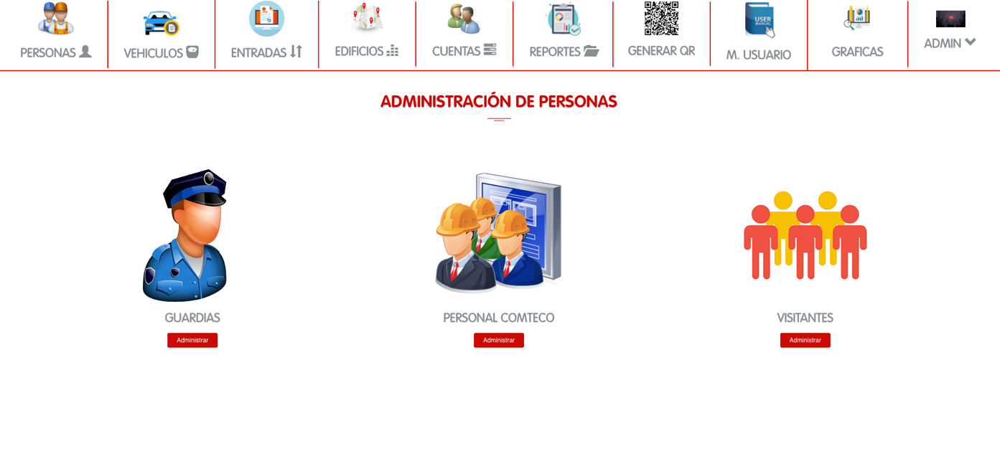 PERSONAS
VEHICULOS
ENTRADAS
EDIFICIOS
CUENTAS
REPORTES
GENERAR QR
USER
MANUAL
M. USUARIO
GRAFICAS
ADMIN
ADMINISTRACIÓN DE PERSONAS
GUARDIAS
PERSONAL COMTECO
VISITANTES
Administrar
Administrar
Administrar